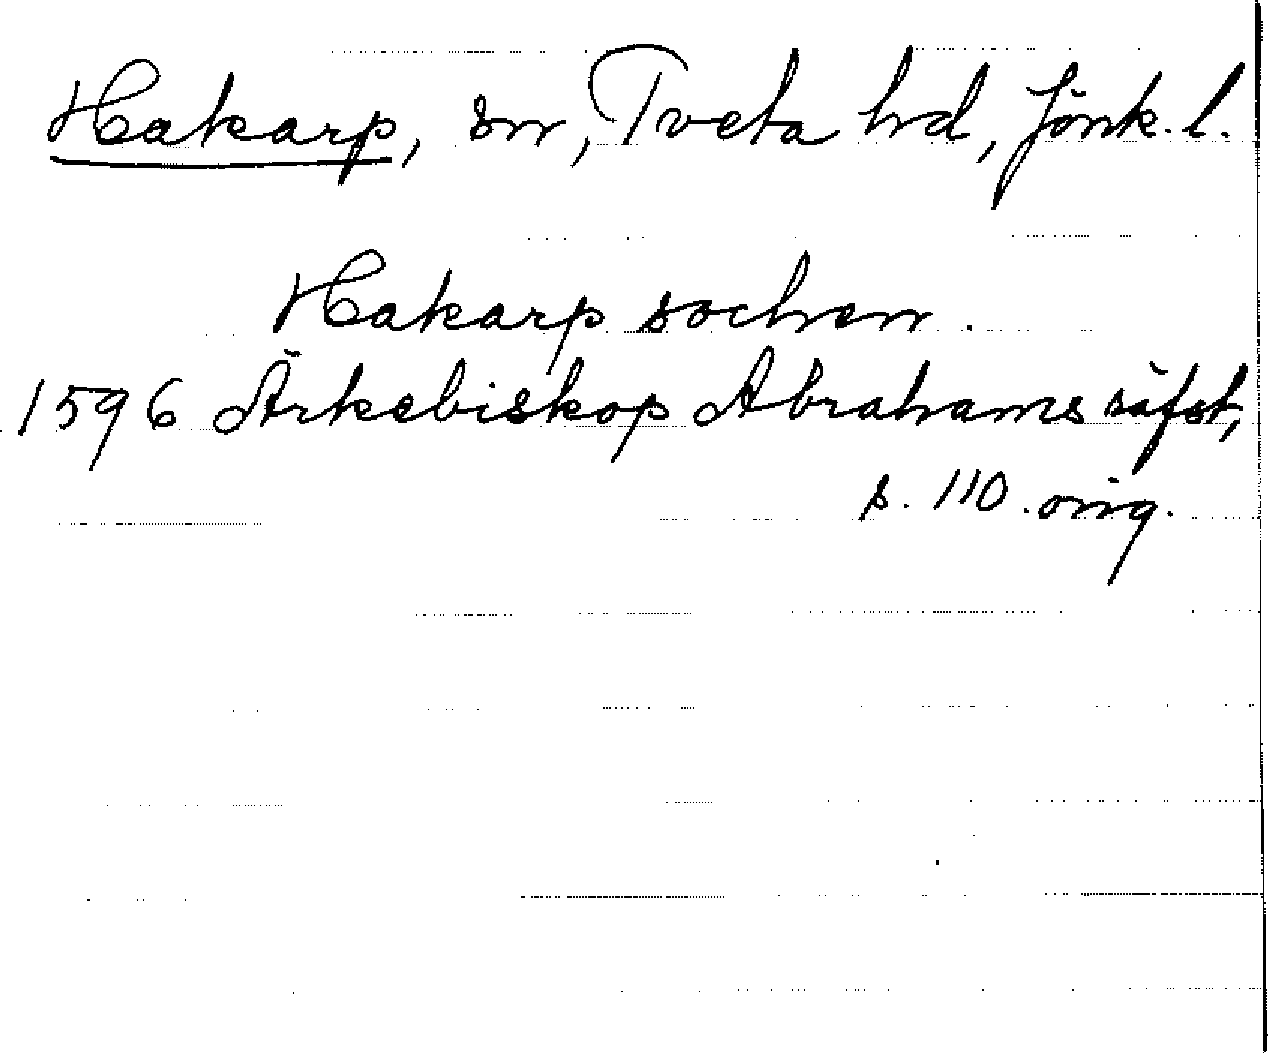 Hakarp, sn, Tveta hd, Jönk. l.
Hakarp sochen.
1596 Ärkebiskop Abrahams räfst,
s. 110. orig.